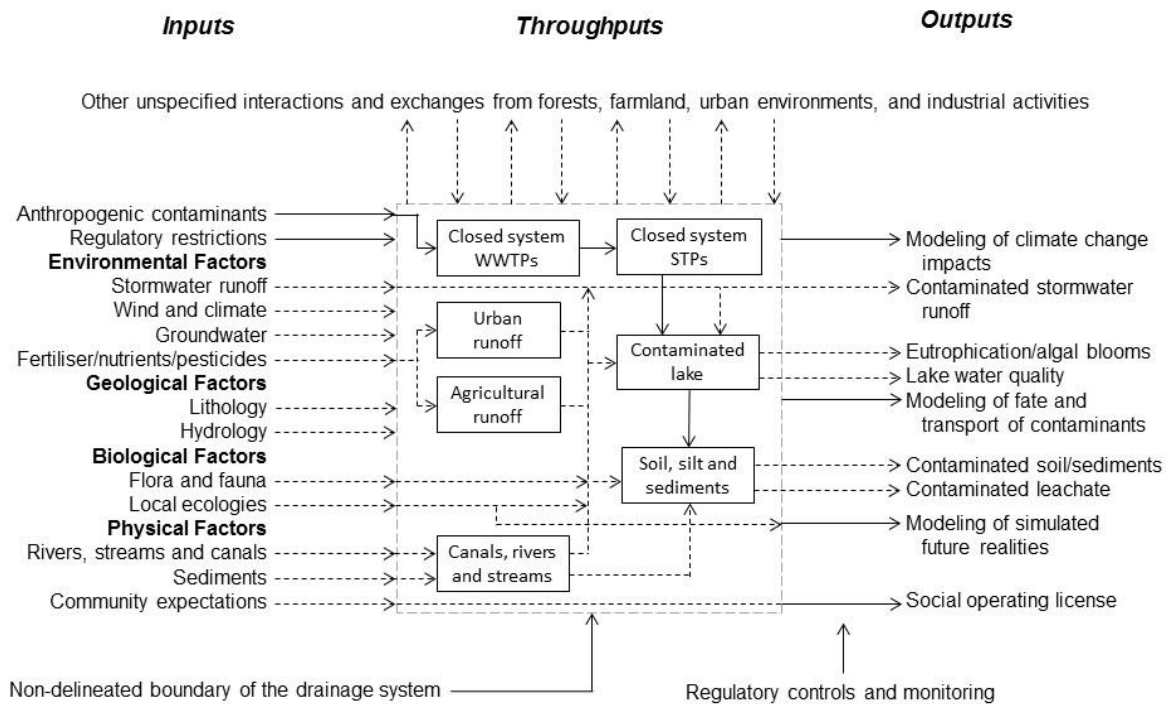 Inputs
Throughputs
Outputs
Other unspecified interactions and exchanges from forests, farmland, urban environments, and industrial activities
Anthropogenic contaminants
Regulatory restrictions
Environmental Factors
Stormwater runoff
Wind and climate
Groundwater
Fertiliser/nutrients/pesticides
Geological Factors
Lithology
Hydrology
Biological Factors
Flora and fauna
Local ecologies
Physical Factors
Rivers, streams and canals
Sediments
Community expectations
Closed system
WWTPs
Closed system
STPs
Urban
runoff
Agricultural
runoff
Contaminated
lake
Soil, silt and
sediments
Canals, rivers
and streams
Modeling of climate change
impacts
Contaminated stormwater
runoff
Eutrophication/algal blooms
Lake water quality
Modeling of fate and
transport of contaminants
Contaminated soil/sediments
Contaminated leachate
Modeling of simulated
future realities
Social operating license
Non-delineated boundary of the drainage system
Regulatory controls and monitoring